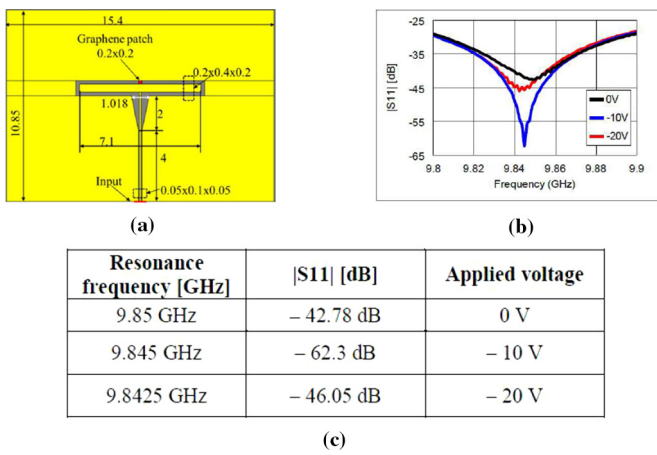 15.4
Graphene patch
0.2x0.2
0.2x0.4x0.2
10.85
1.018
2
7.1
4
Input
0.05x0.1x0.05
(a)
-25
-35
-45
-55
-65
|S11| [dB]
0V
-10V
-20V
9.8 9.82 9.84 9.86 9.88 9.9
Frequency (GHz)
(b)
Resonance frequency [GHz] |S11| [dB] Applied voltage
9.85 GHz – 42.78 dB 0 V
9.845 GHz – 62.3 dB – 10 V
9.8425 GHz – 46.05 dB – 20 V
(c)